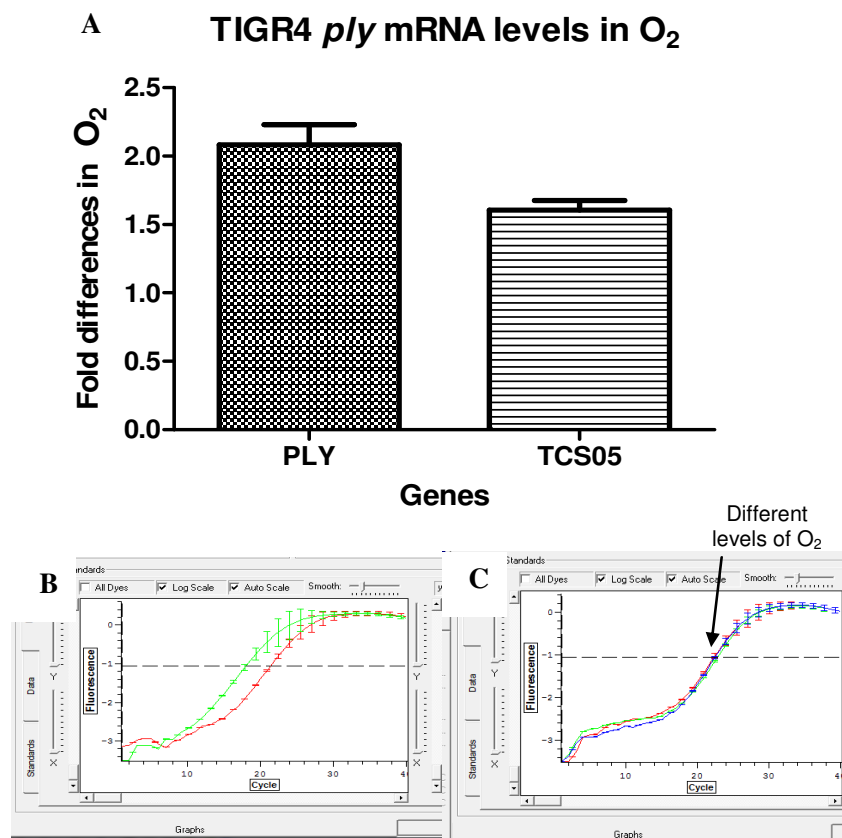 A
TIGR4 ply mRNA levels in O2
Fold differences in O2
2.5
2.0
1.5
1.0
0.5
0.0
PLY
TCS05
Genes
B
Standards
All Dyes
Log Scale
Auto Scale
Smooth:
Fluorescence
0
-1
-3
10
20
30
40
Cycle
Y
X
Y
X
Data
Standards
Graphs
Different
levels of O2
C
Standards
All Dyes
Log Scale
Auto Scale
Smooth:
Fluorescence
0
-1
-3
10
20
30
Cycle
Y
X
Data
Standards
Graphs